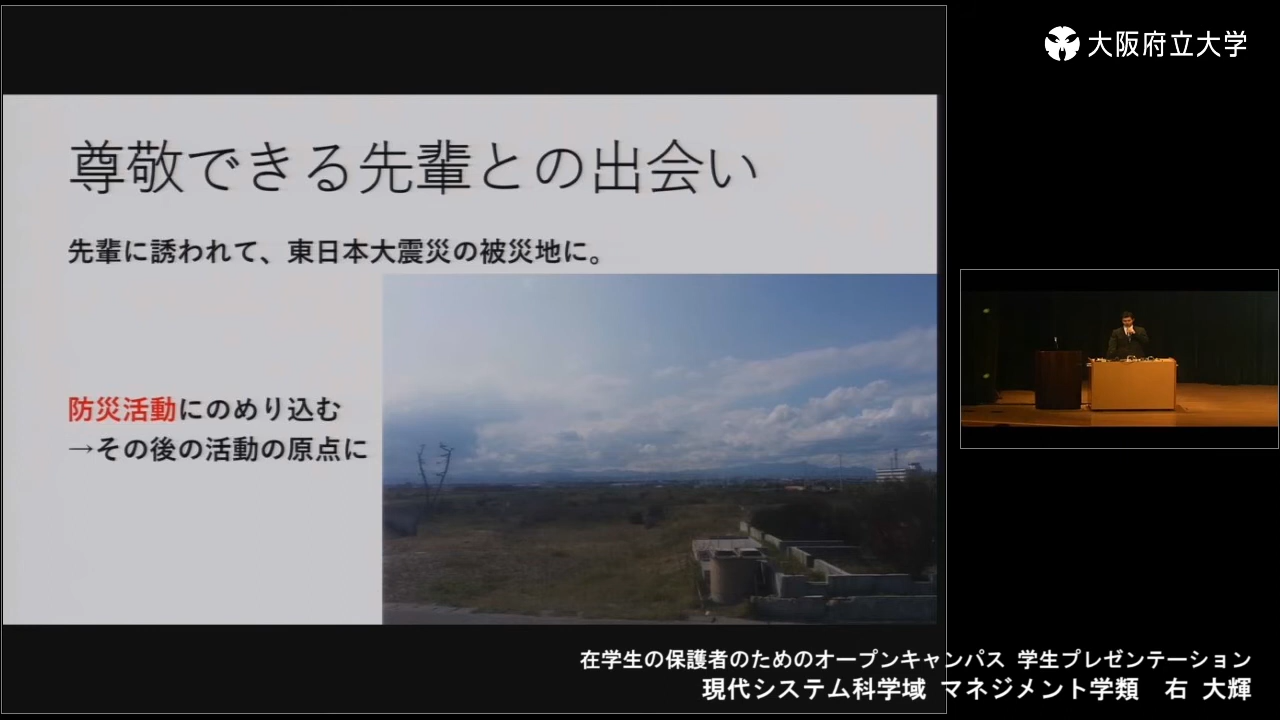 大阪府立大学
尊敬できる先輩との出会い
先輩に誘われて、東日本大震災の被災地に。
防災活動にのめり込む
→その後の活動の原点に
在学生の保護者のためのオープンキャンパス 学生プレゼンテーション
現代システム科学域 マネジメント学類 右 大輝